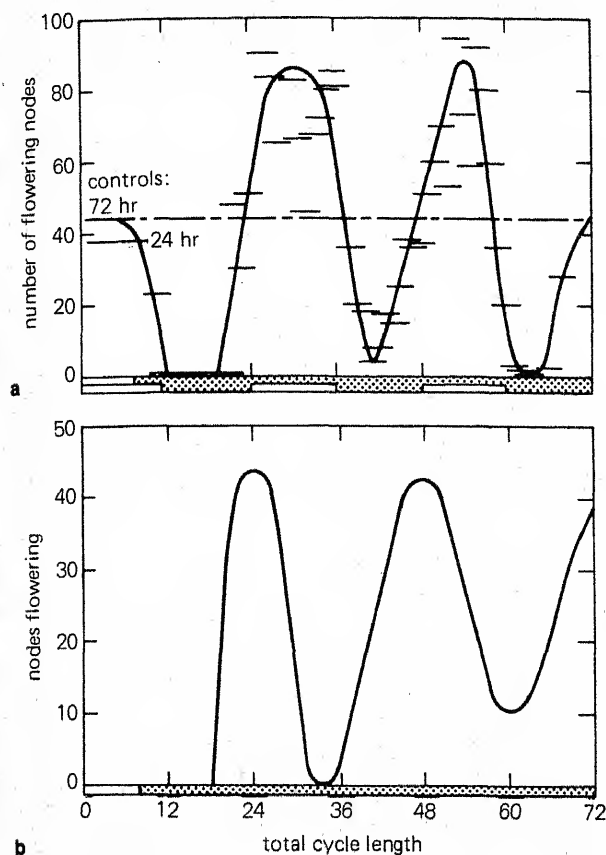 100
80
60
40
20
0
number of flowering nodes
controls:
72 hr
24 hr
a
50
40
30
20
10
0
nodes flowering
0 12 24 36 48 60 72
total cycle length
b